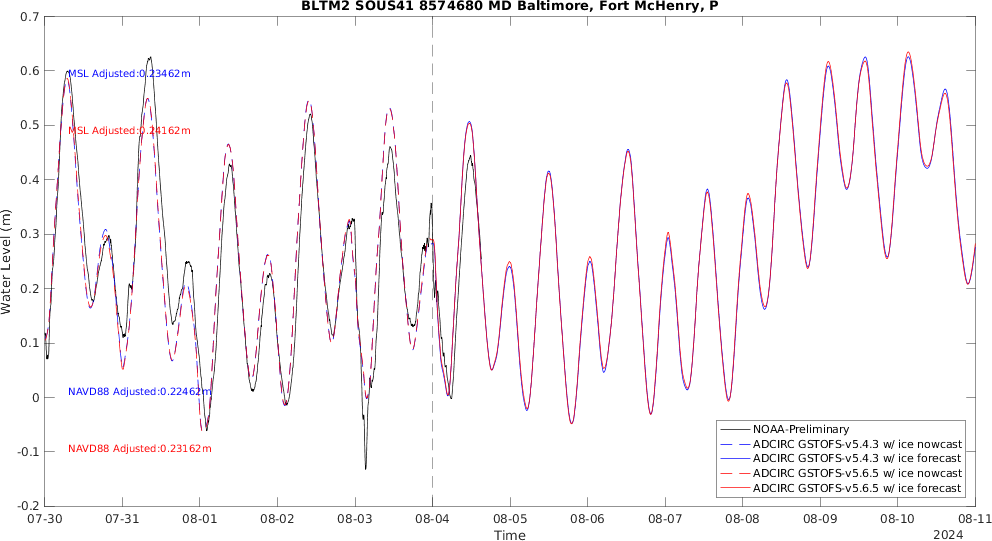 BLTM2 SOUS41 8574680 MD Baltimore, Fort McHenry, P
0.7
0.6
0.5
0.4
0.3
0.2
0.1
0
-0.1
-0.2
Water Level (m)
MSL Adjusted:0.23462m
MSL Adjusted:0.24162m
NAVD88 Adjusted:0.22462m
NAVD88 Adjusted:0.23162m
NOAA-Preliminary
ADCIRC GSTOFS-v5.4.3 w/ ice nowcast
ADCIRC GSTOFS-v5.4.3 w/ ice forecast
ADCIRC GSTOFS-v5.6.5 w/ ice nowcast
ADCIRC GSTOFS-v5.6.5 w/ ice forecast
07-30 07-31 08-01 08-02 08-03 08-04 08-05 08-06 08-07 08-08 08-09 08-10 08-11
Time
2024